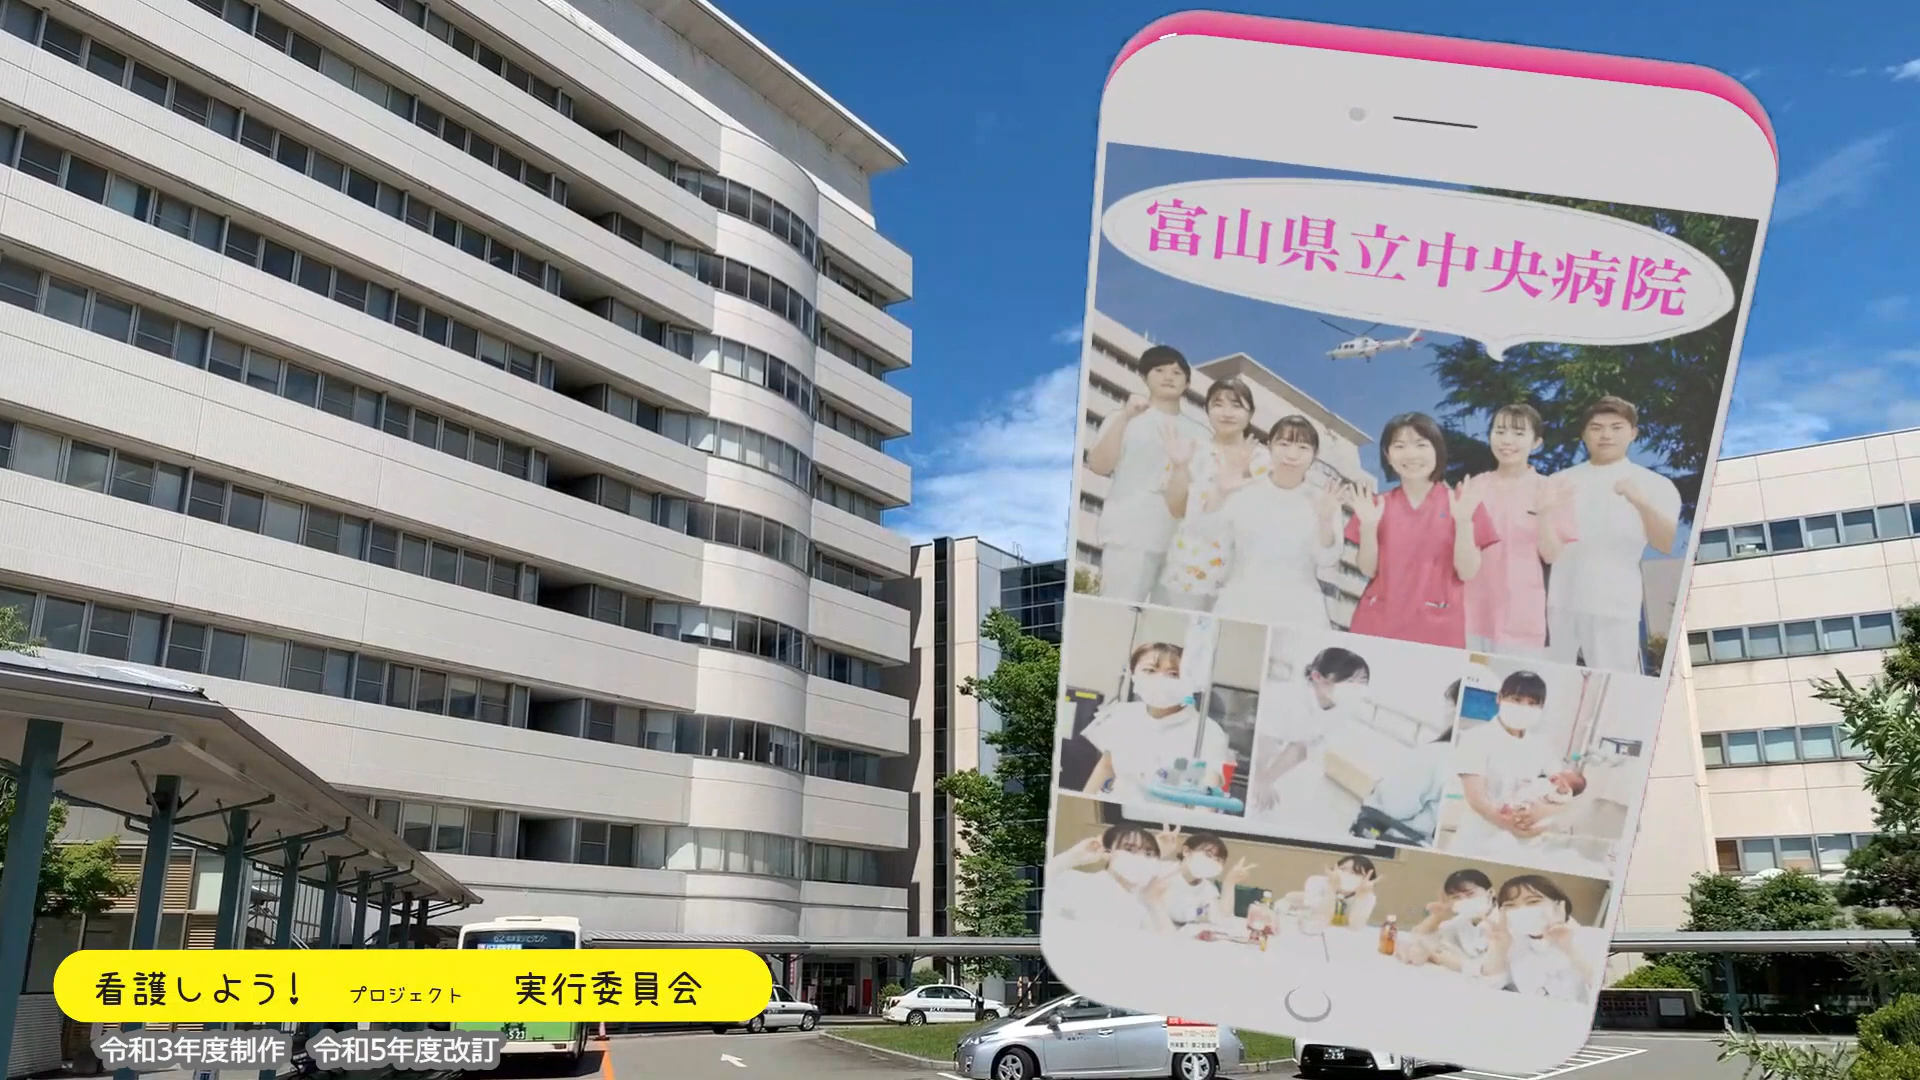 富山県立中央病院
看護しよう! プロジェクト 実行委員会
令和3年度制作 令和5年度改訂